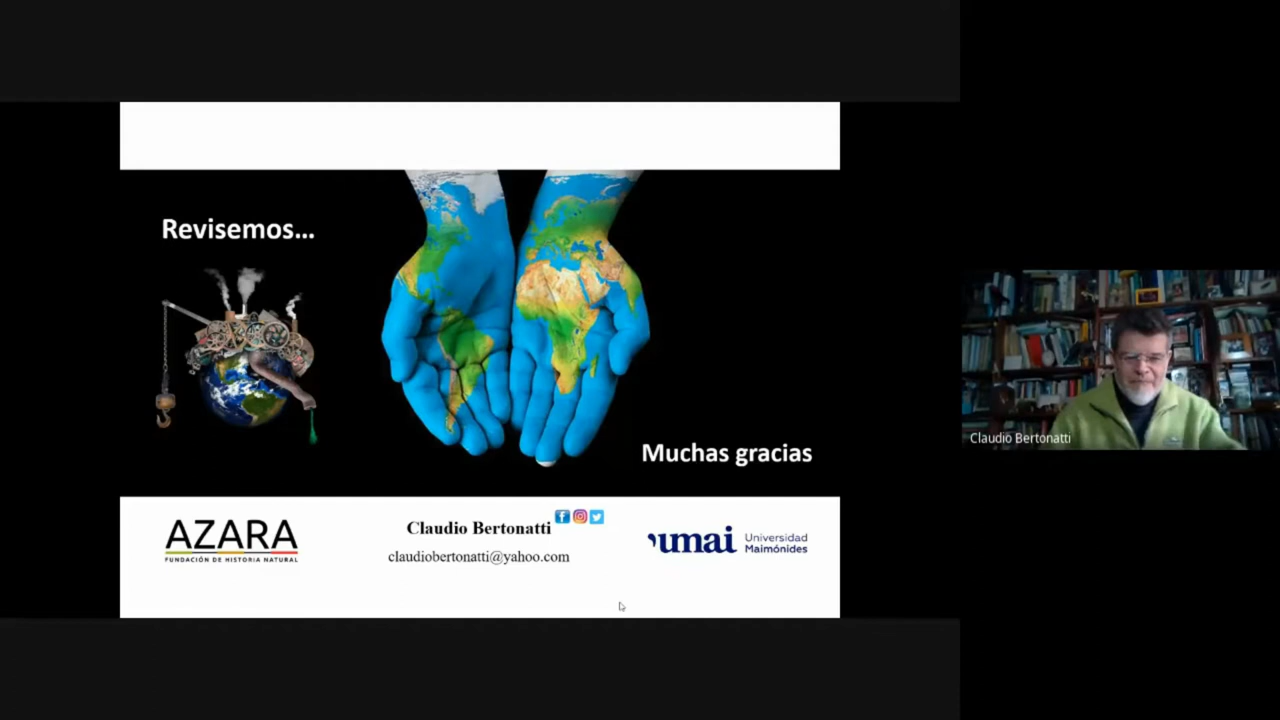 Revisemos...
Muchas gracias
AZARA
FUNDACIÓN DE HISTORIA NATURAL
Claudio Bertonatti
claudiobertonatti@yahoo.com
umai Universidad
Maimónides
Claudio Bertonatti